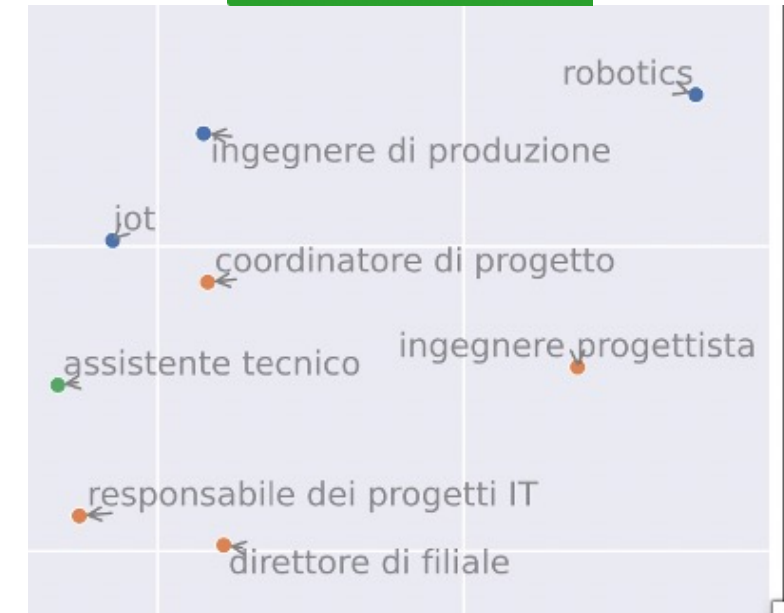 robotics
ingegnere di produzione
iot
coordinatore di progetto
ingegnere progettista
assistente tecnico
responsabile dei progetti IT
direttore di filiale